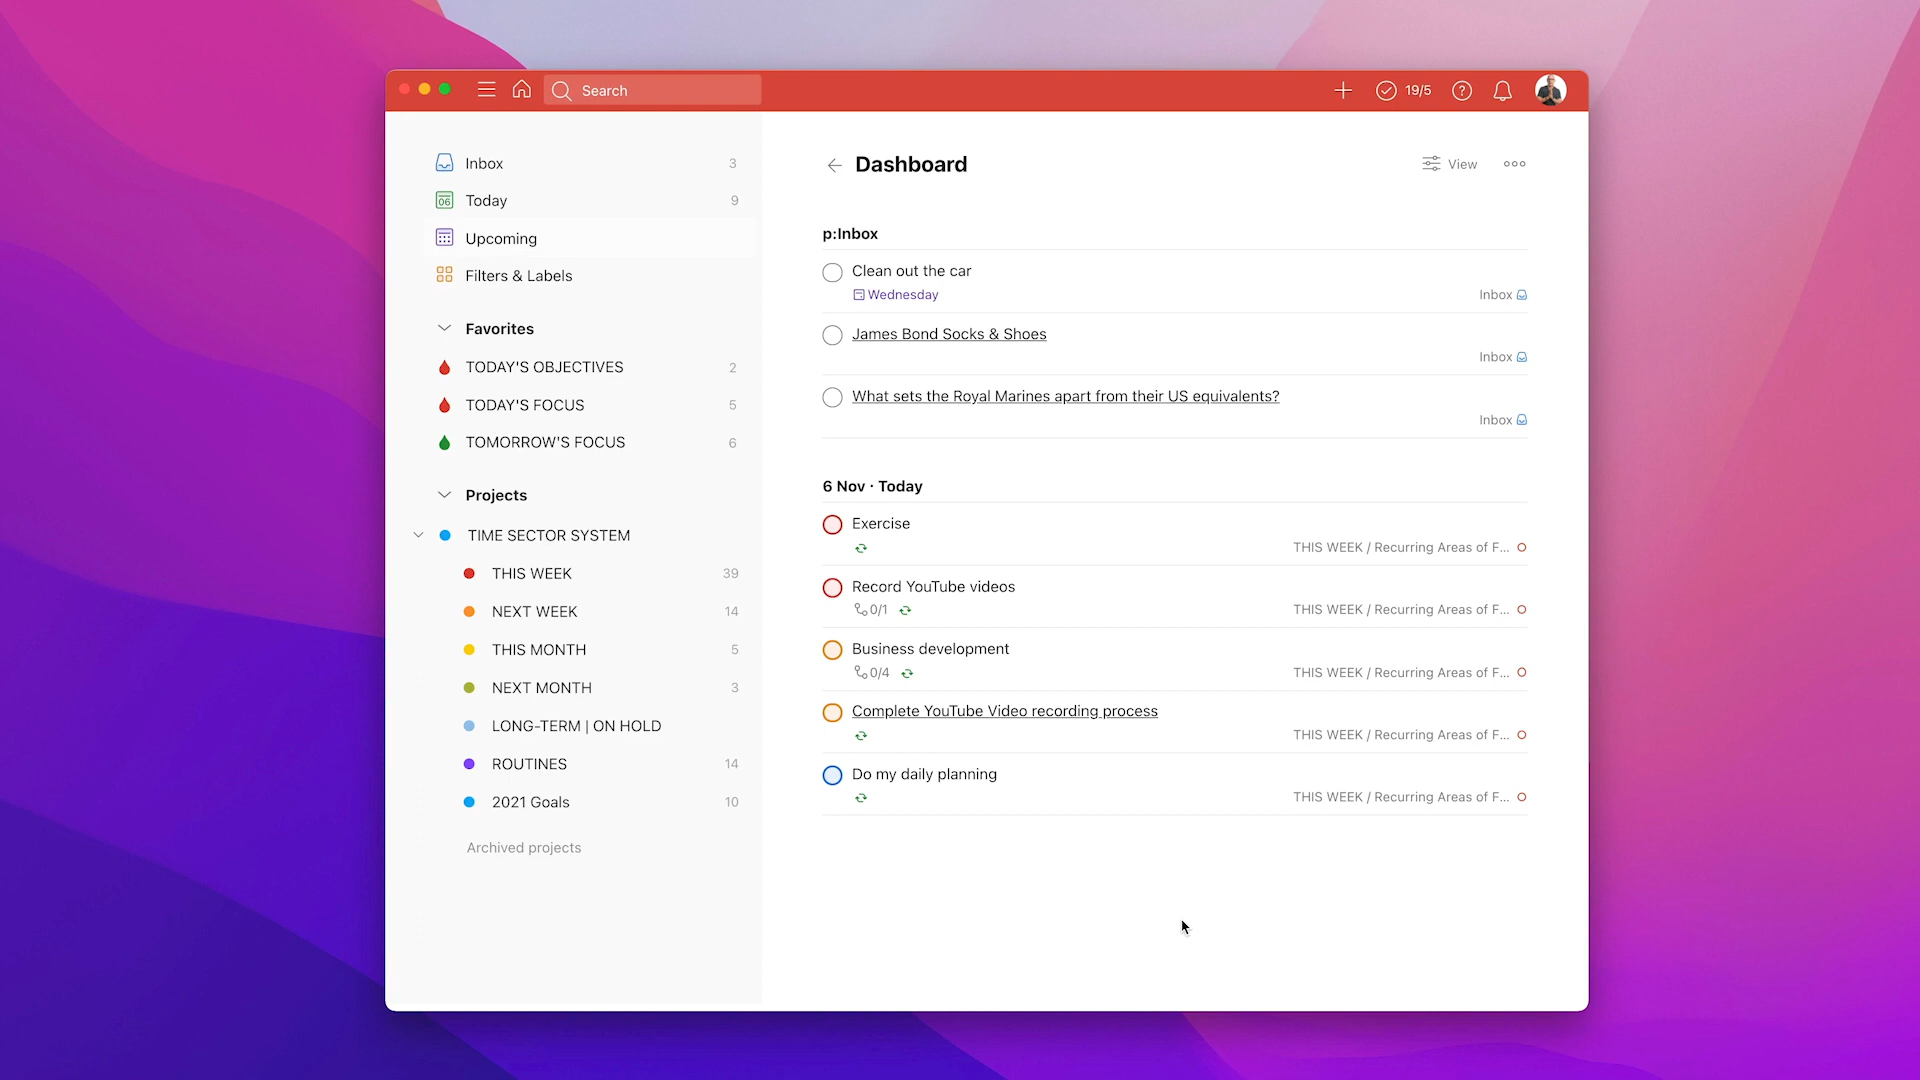 Search
19/5
Inbox 3
Today 9
Upcoming
Filters & Labels
Favorites
TODAY'S OBJECTIVES 2
TODAY'S FOCUS 5
TOMORROW'S FOCUS 6
Projects
TIME SECTOR SYSTEM
THIS WEEK 39
NEXT WEEK 14
THIS MONTH 5
NEXT MONTH 3
LONG-TERM | ON HOLD
ROUTINES 14
2021 Goals 10
Archived projects
Dashboard
View
p:Inbox
Clean out the car
Wednesday
Inbox
James Bond Socks & Shoes
Inbox
What sets the Royal Marines apart from their US equivalents?
Inbox
6 Nov · Today
Exercise
THIS WEEK / Recurring Areas of F...
Record YouTube videos
0/1
THIS WEEK / Recurring Areas of F...
Business development
0/4
THIS WEEK / Recurring Areas of F...
Complete YouTube Video recording process
THIS WEEK / Recurring Areas of F...
Do my daily planning
THIS WEEK / Recurring Areas of F...